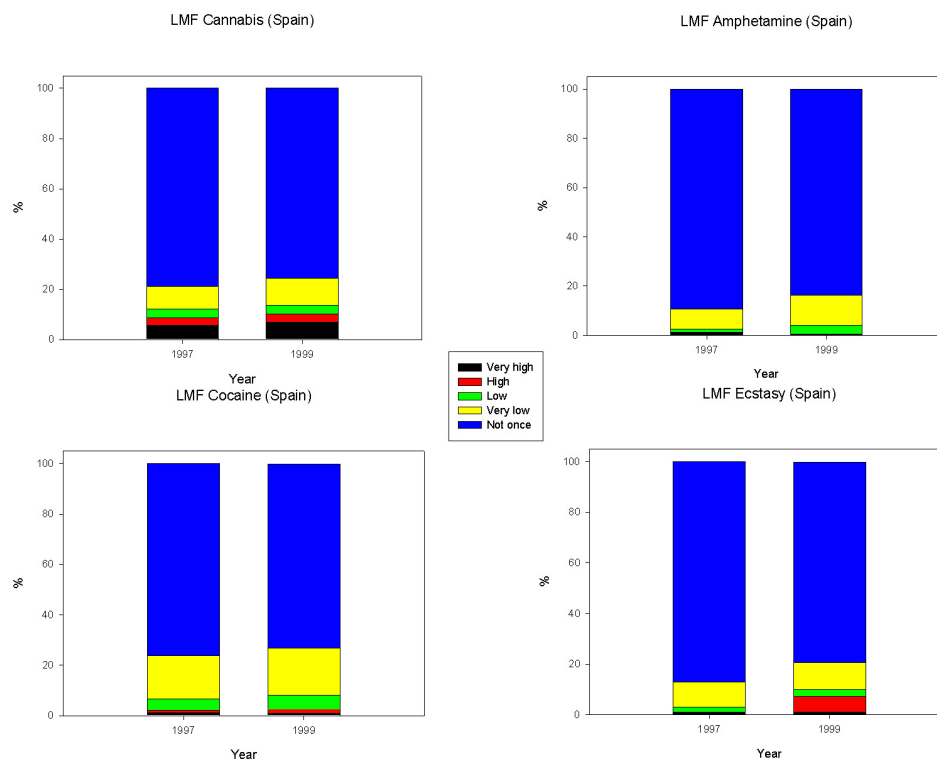 LMF Cannabis (Spain)
100
80
60
40
20
0
%
1997
1999
Year
LMF Amphetamine (Spain)
100
80
60
40
20
0
%
1997
1999
Year
Very high
High
Low
Very low
Not once
LMF Cocaine (Spain)
100
80
60
40
20
0
%
1997
1999
Year
LMF Ecstasy (Spain)
100
80
60
40
20
0
%
1997
1999
Year